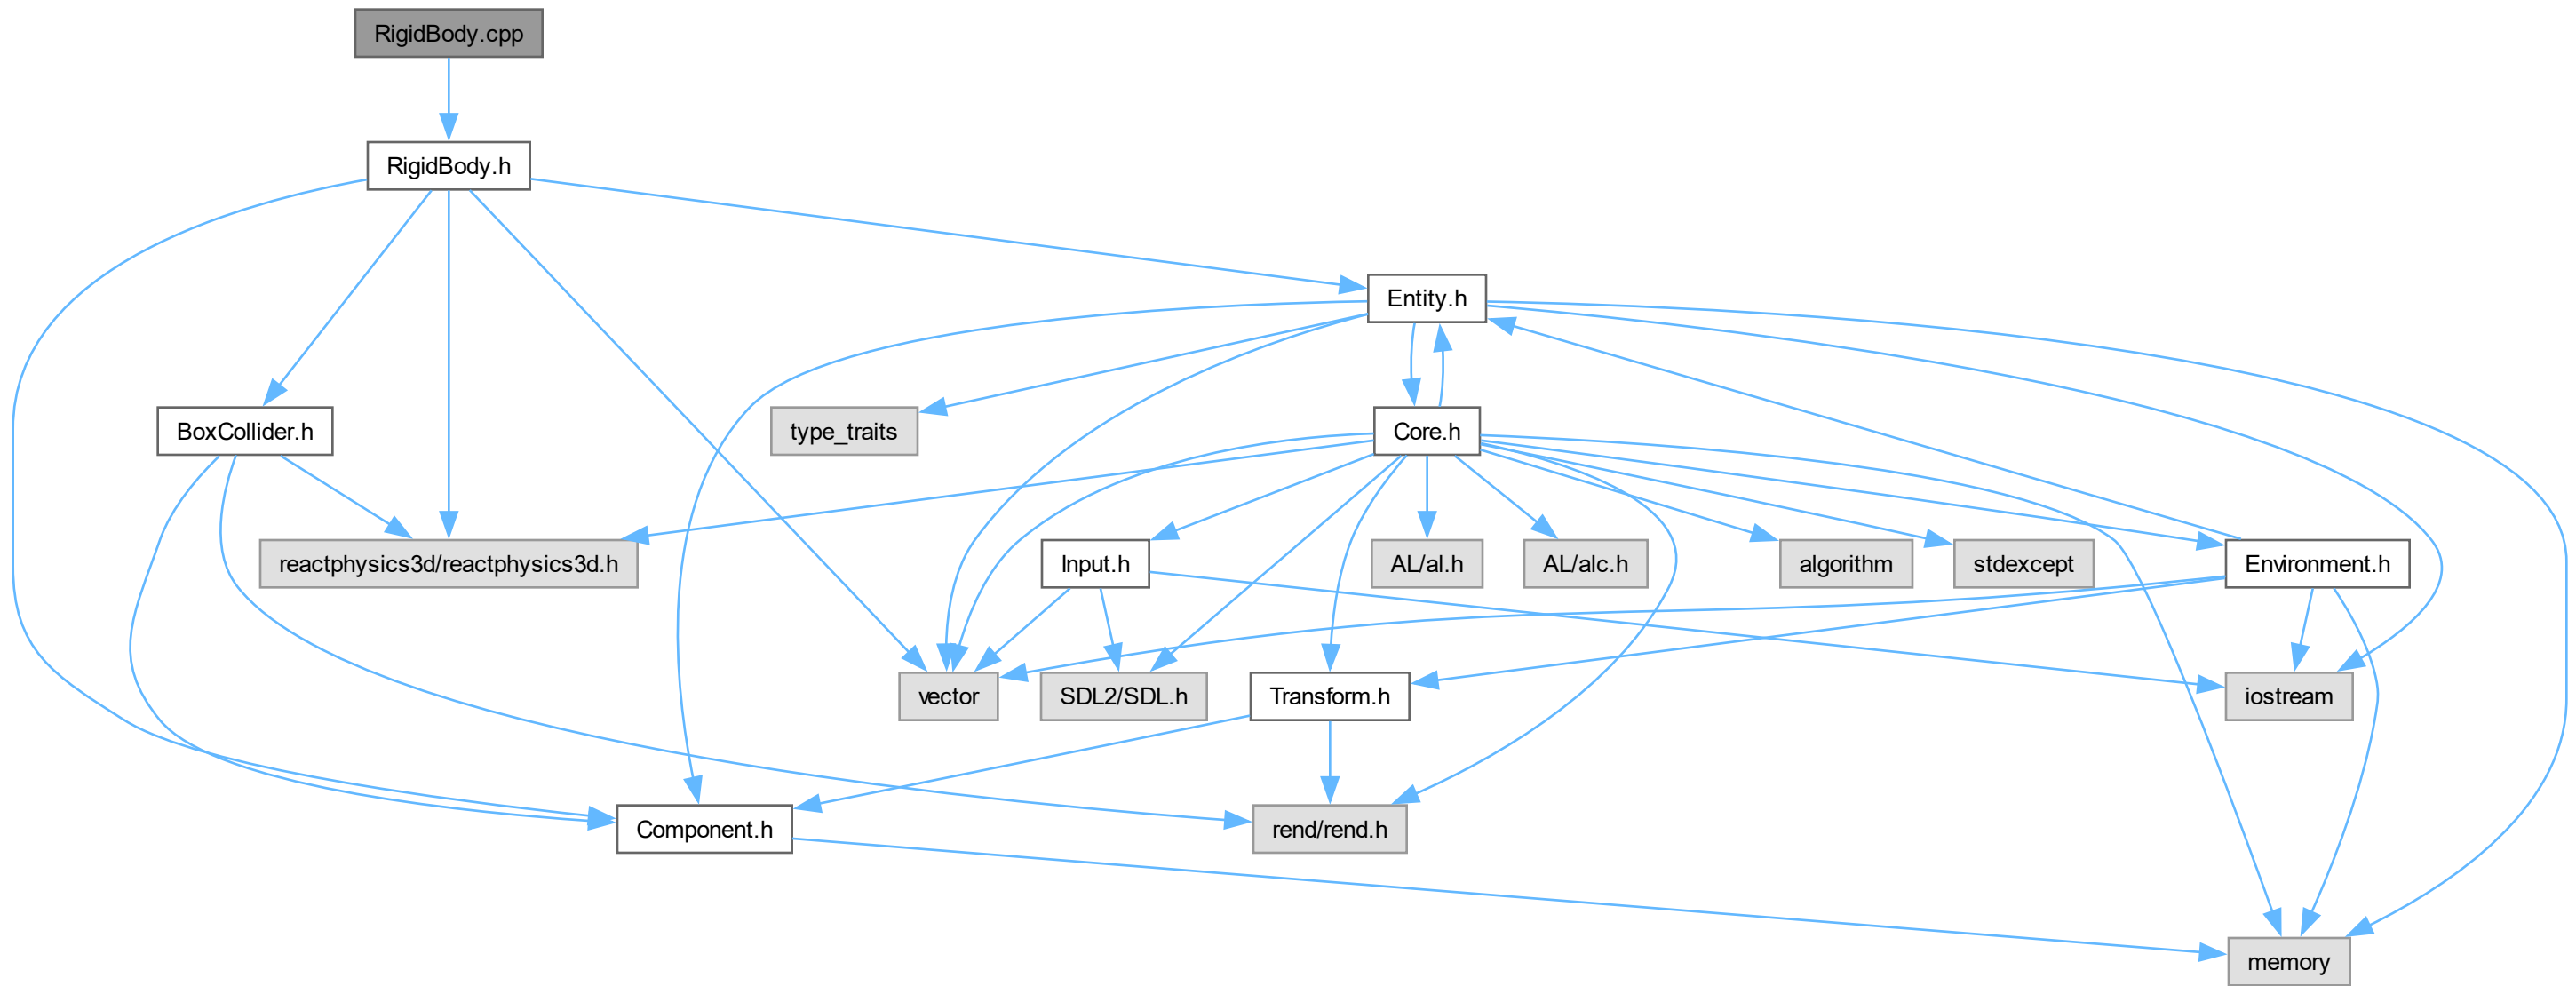 RigidBody.cpp
RigidBody.h
Entity.h
BoxCollider.h
type_traits
Core.h
reactphysics3d/reactphysics3d.h
Input.h
AL/al.h
AL/alc.h
algorithm
stdexcept
Environment.h
vector
SDL2/SDL.h
Transform.h
iostream
Component.h
rend/rend.h
memory